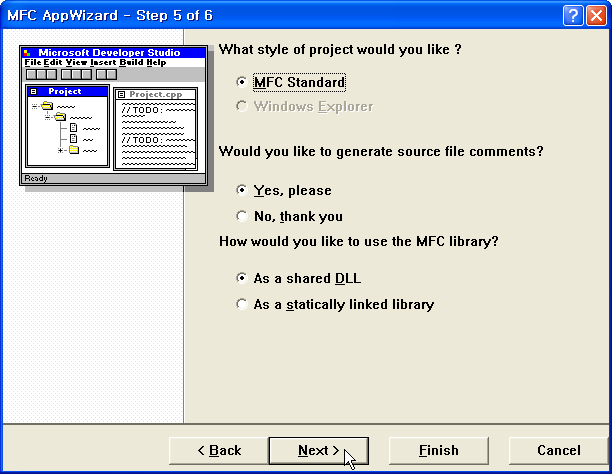 MFC AppWizard - Step 5 of 6
Microsoft Developer Studio
File Edit View Insert Build Help
Project
Project.cpp
// TODO:
// TODO:
Ready
What style of project would you like ?
MFC Standard
Windows Explorer
Would you like to generate source file comments?
Yes, please
No, thank you
How would you like to use the MFC library?
As a shared DLL
As a statically linked library
< Back
Next >
Finish
Cancel